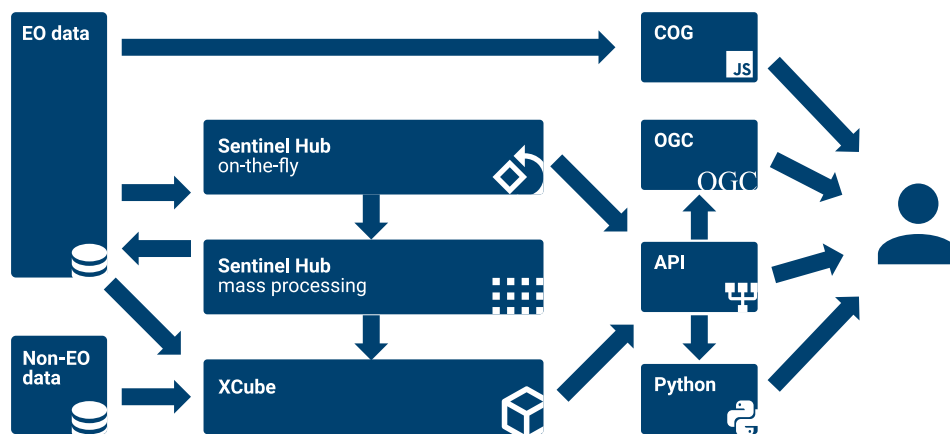 EO data
COG
JS
Sentinel Hub
on-the-fly
OGC
OGC
Sentinel Hub
mass processing
API
Non-EO
data
XCube
Python